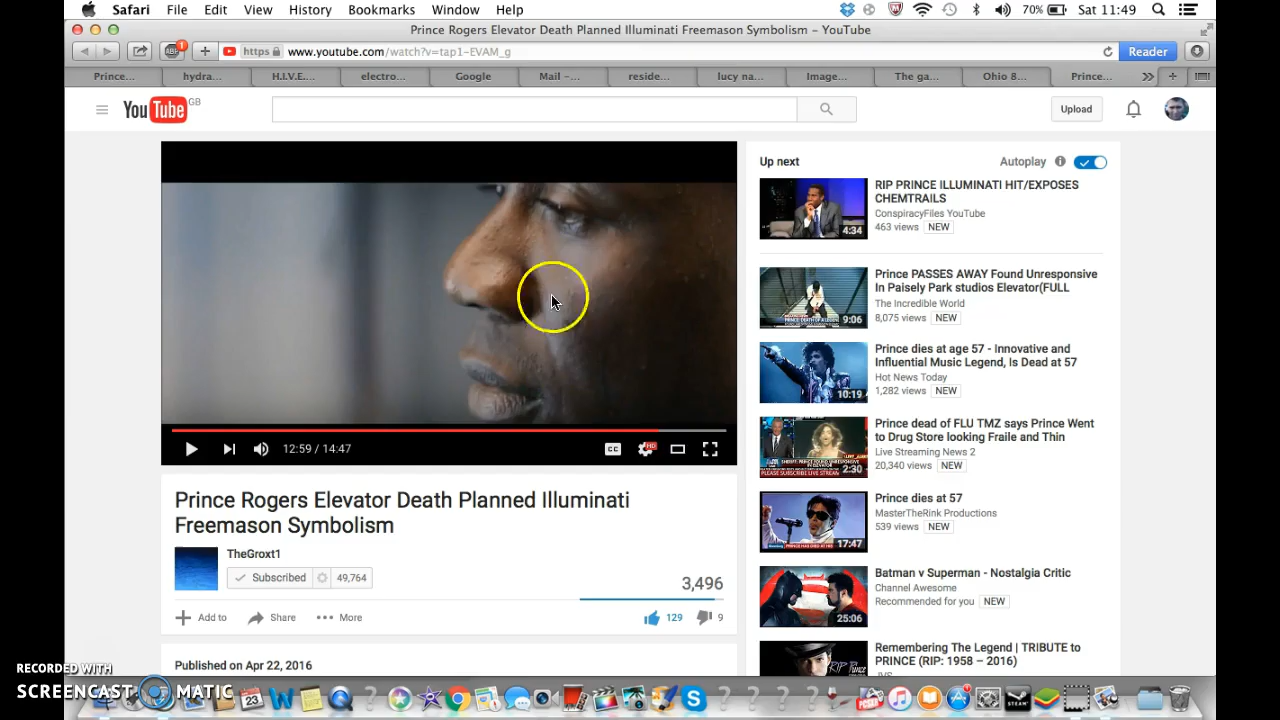 Safari File Edit View History Bookmarks Window Help 70% Sat 11:49
Prince Rogers Elevator Death Planned Illuminati Freemason Symbolism – YouTube
ABP 1 https www.youtube.com/watch?v=tap1-EVAM_g Reader
Prince... hydra... H.I.V.E... electro... Google Mail –... reside... lucy na... Image... The ga... Ohio 8... Prince...
YouTube GB Upload
Up next Autoplay
RIP PRINCE ILLUMINATI HIT/EXPOSES
CHEMTRAILS
ConspiracyFiles YouTube
463 views NEW
4:34
Prince PASSES AWAY Found Unresponsive
In Paisely Park studios Elevator(FULL
The Incredible World
8,075 views NEW
9:06
Prince dies at age 57 - Innovative and
Influential Music Legend, Is Dead at 57
Hot News Today
1,282 views NEW
10:19
Prince dead of FLU TMZ says Prince Went
to Drug Store looking Fraile and Thin
Live Streaming News 2
20,340 views NEW
2:30
Prince dies at 57
MasterTheRink Productions
539 views NEW
17:47
Batman v Superman - Nostalgia Critic
Channel Awesome
Recommended for you NEW
25:06
Remembering The Legend | TRIBUTE to
PRINCE (RIP: 1958 – 2016)
12:59 / 14:47 CC HD
Prince Rogers Elevator Death Planned Illuminati
Freemason Symbolism
TheGroxt1
Subscribed 49,764
3,496
Add to Share More 129 9
Published on Apr 22, 2016
RECORDED WITH
SCREENCAST MATIC